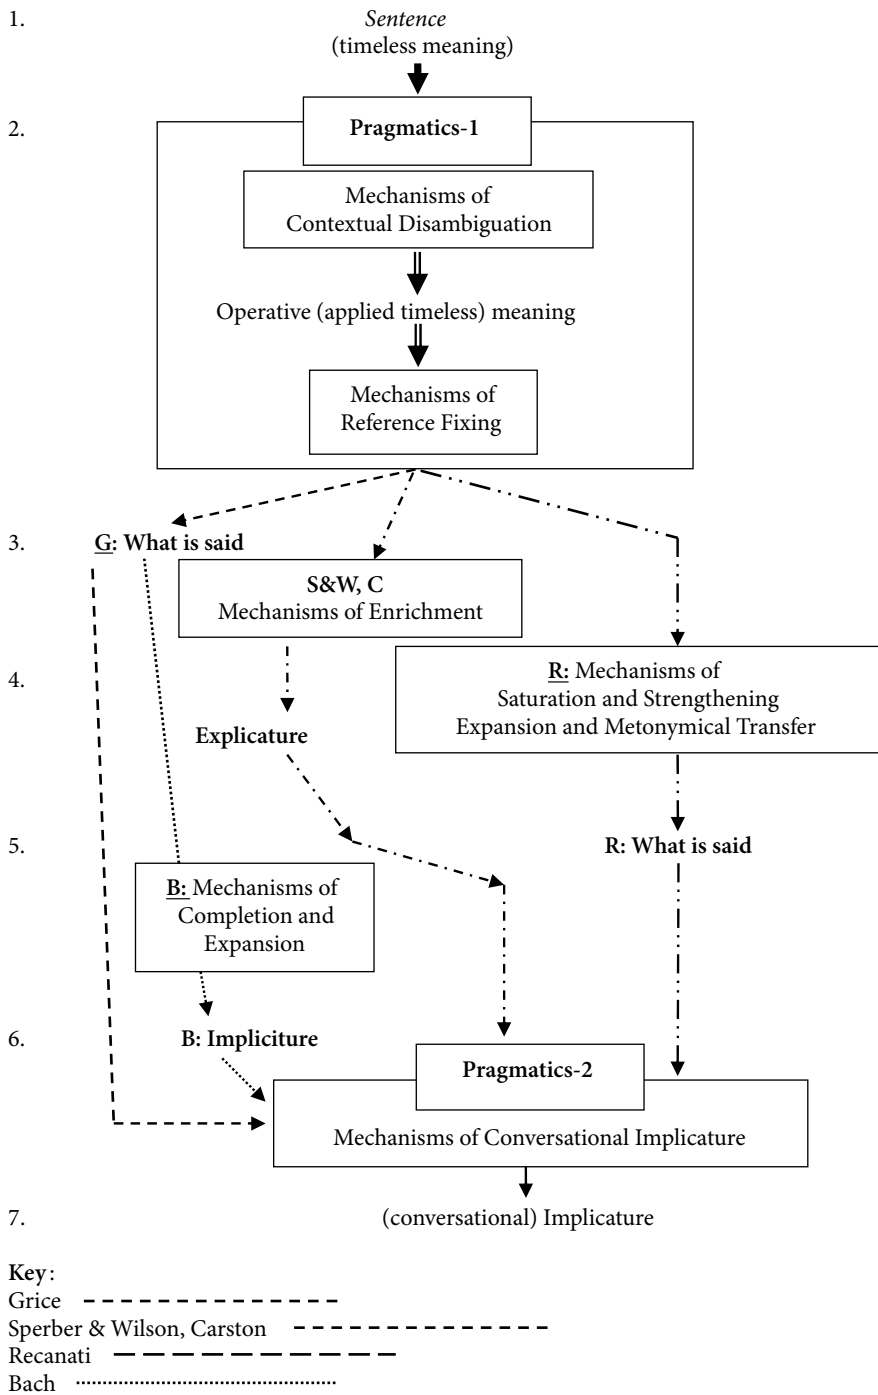 1.
Sentence
(timeless meaning)
2.
Pragmatics-1
Mechanisms of
Contextual Disambiguation
Operative (applied timeless) meaning
Mechanisms of
Reference Fixing
3.
G: What is said
S&W, C
Mechanisms of Enrichment
4.
R: Mechanisms of
Saturation and Strengthening
Expansion and Metonymical Transfer
Explicature
5.
R: What is said
B: Mechanisms of
Completion and
Expansion
6.
B: Impliciture
Pragmatics-2
Mechanisms of Conversational Implicature
7.
(conversational) Implicature
Key:
Grice
Sperber & Wilson, Carston
Recanati
Bach